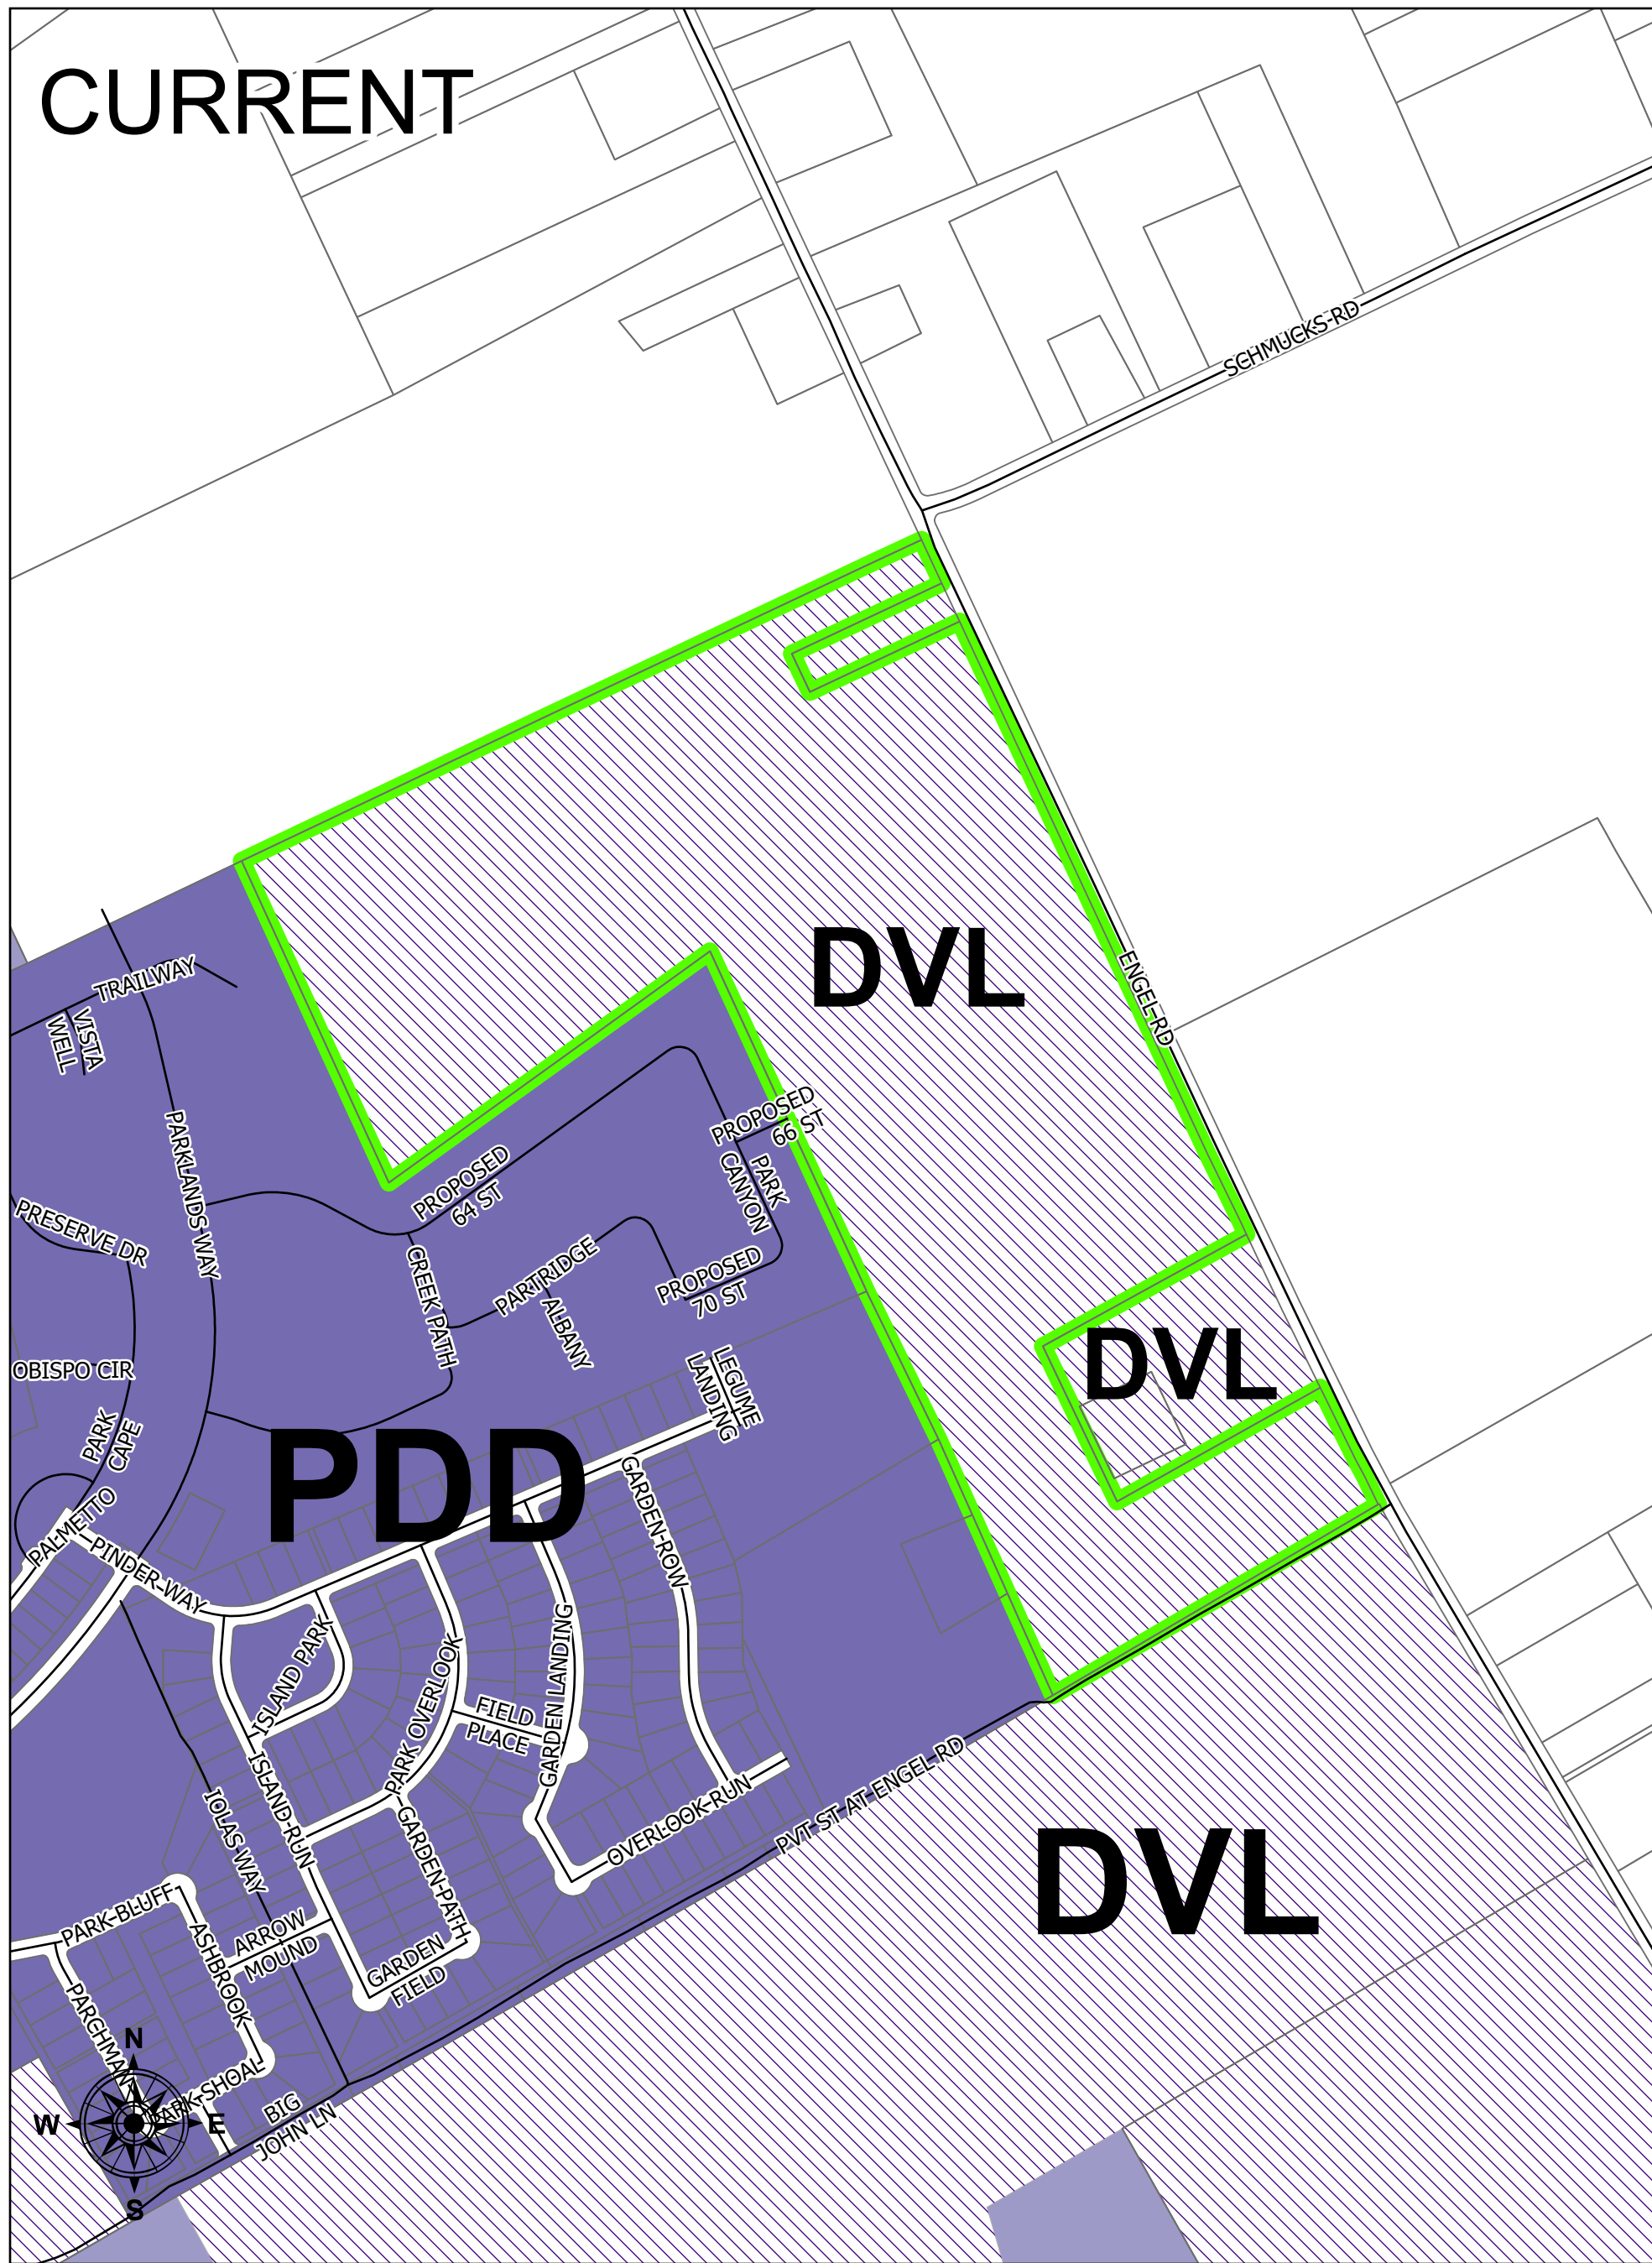 CURRENT
SCHMUCKS-RD
DVL
ENGEL-RD
TRAILWAY
VISTA
WELL
PARKLANDS WAY
PROPOSED
66 ST
PARK
CANYON
PROPOSED
64 ST
PRESERVE DR
CREEK PATH
PARTRIDGE
ALBANY
PROPOSED
70 ST
DVL
OBISPO CIR
LEGUME
LANDING
PARK
CAPE
PDD
PALMETTO
PINDER-WAY
GARDEN-ROW
ISLAND PARK
PARK OVERLOOK
GARDEN LANDING
FIELD
PLACE
ISLAND-RUN
IOLAS-WAY
GARDEN-PATH
OVERLOOK-RUN
PVT ST AT ENGEL RD
DVL
PARK-BLUFF
ASHBROOK
ARROW
MOUND
GARDEN
FIELD
PARCHMAN
PARK-SHOAL
BIG
JOHN LN
N
W
E
S